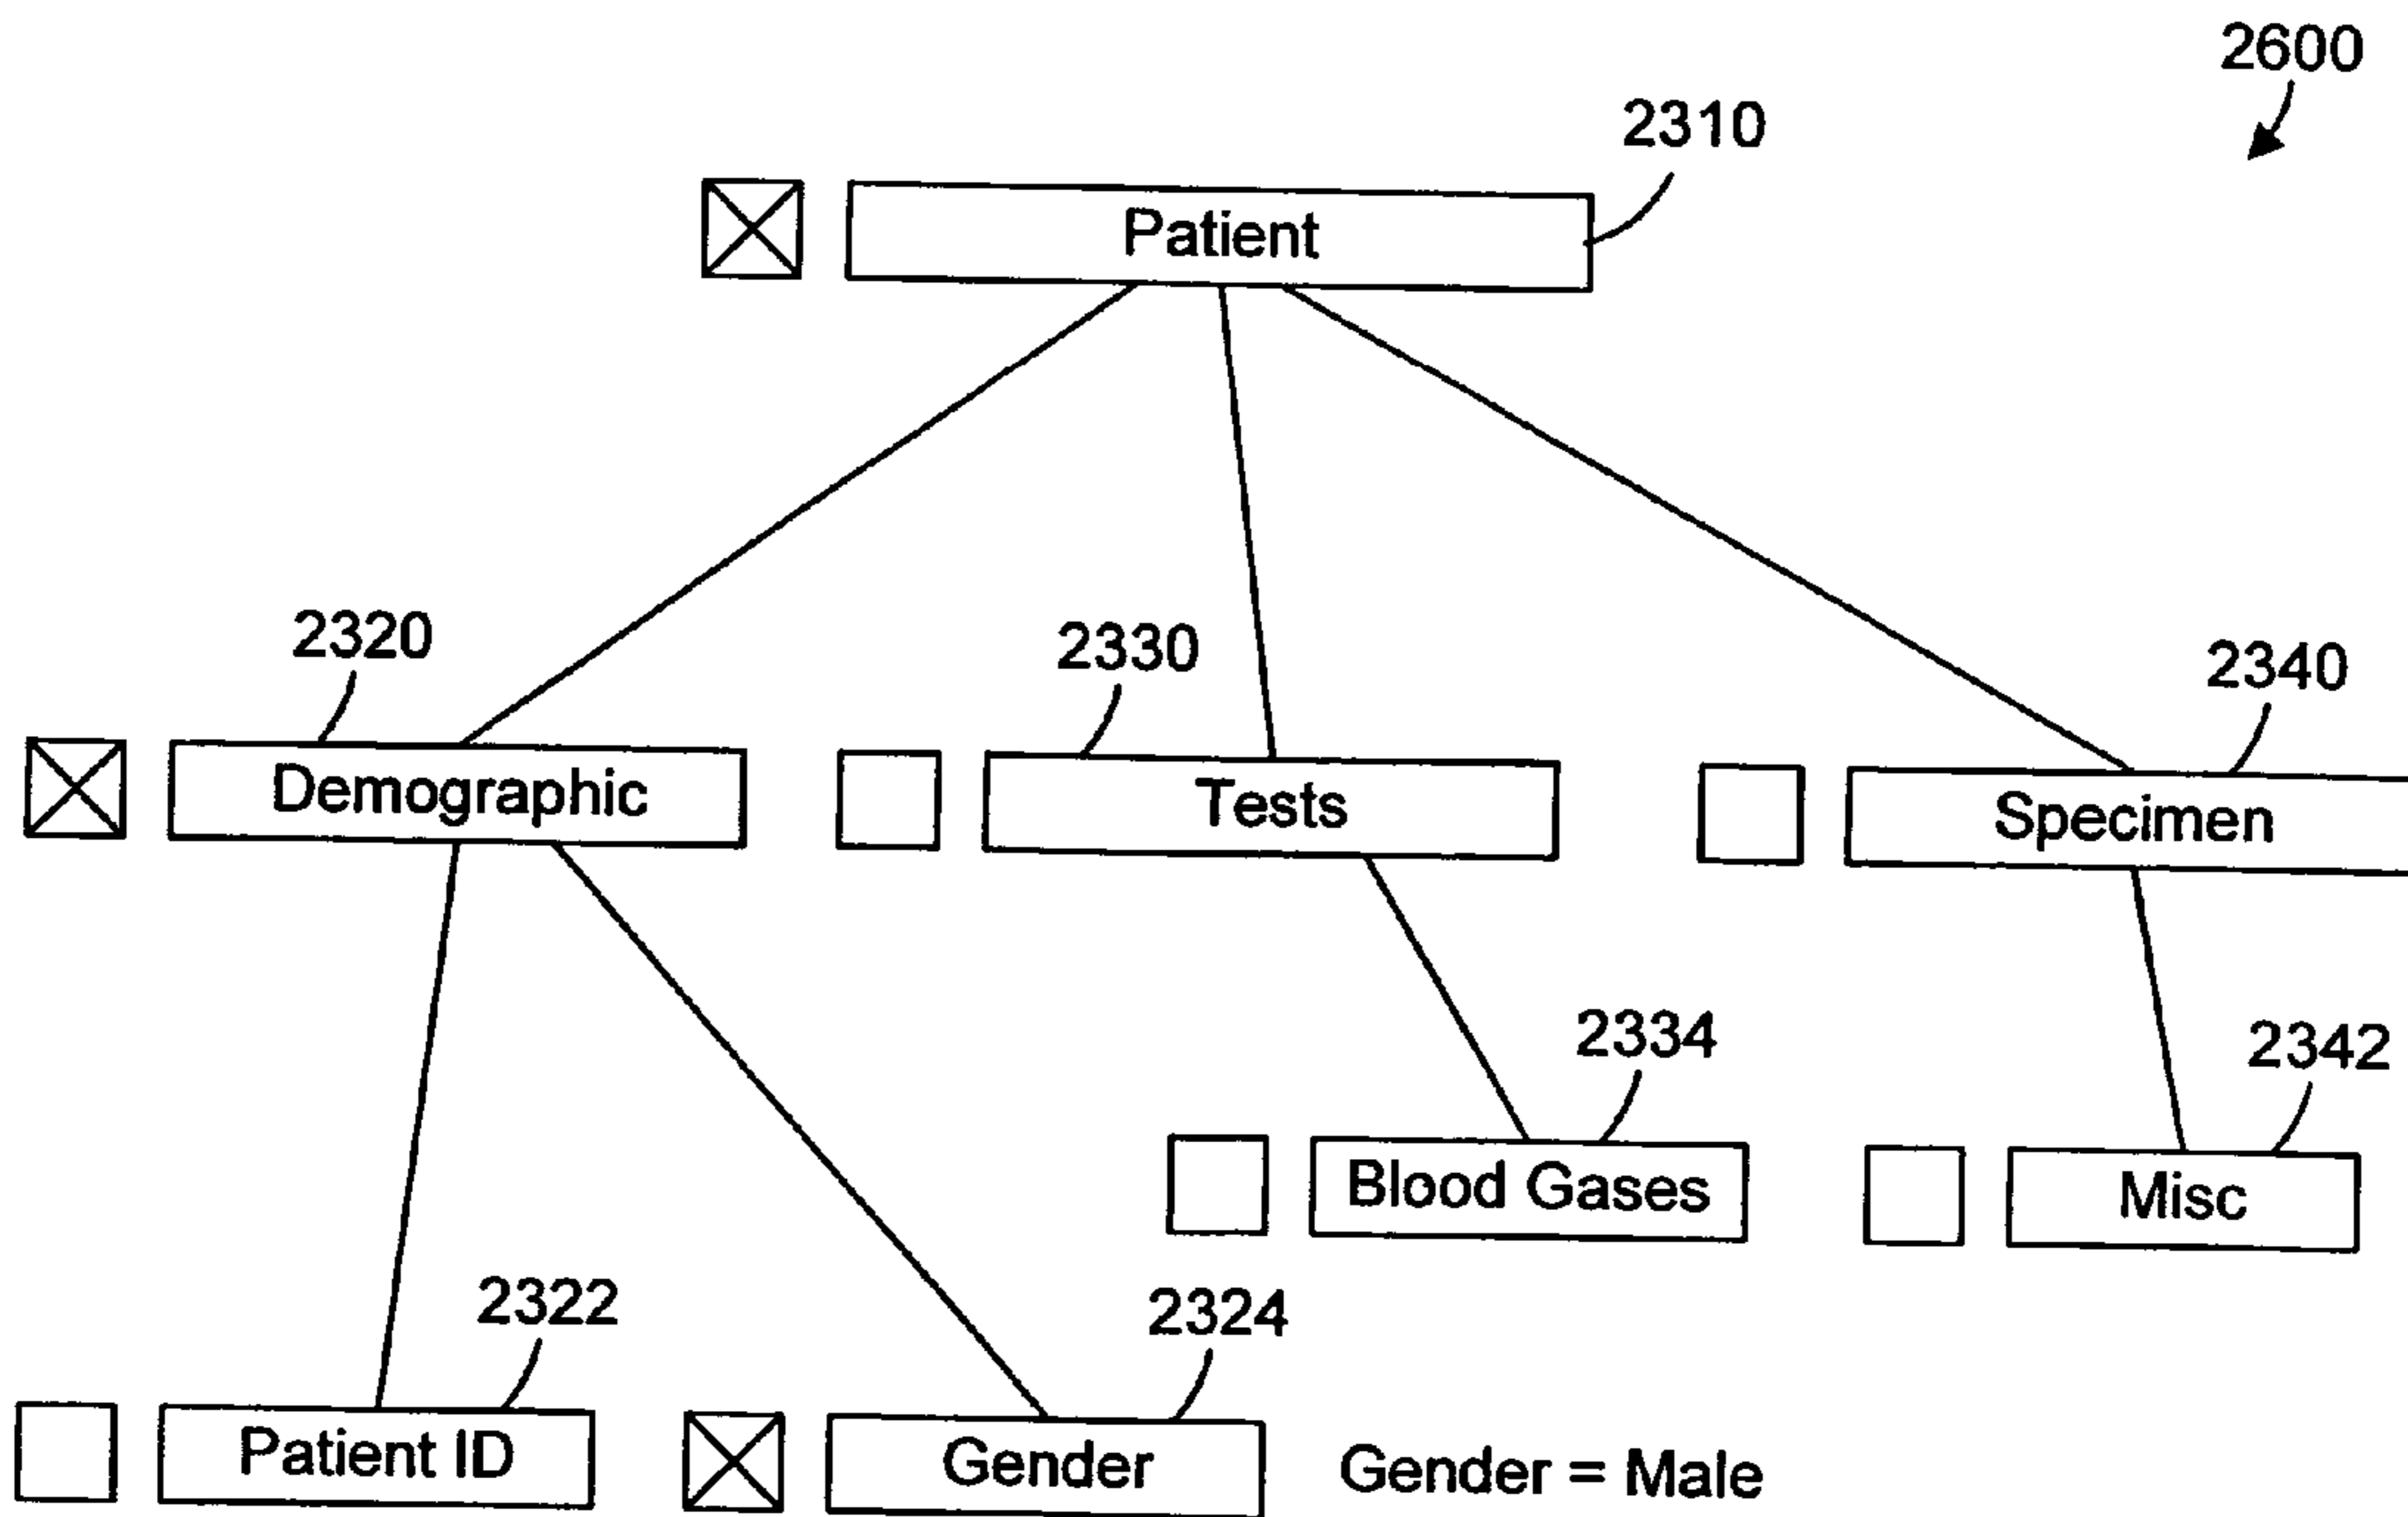 2600
2310
Patient
2320
2330
2340
Demographic
Tests
Specimen
2334
2342
Blood Gases
Misc
2322
2324
Patient ID
Gender
Gender = Male